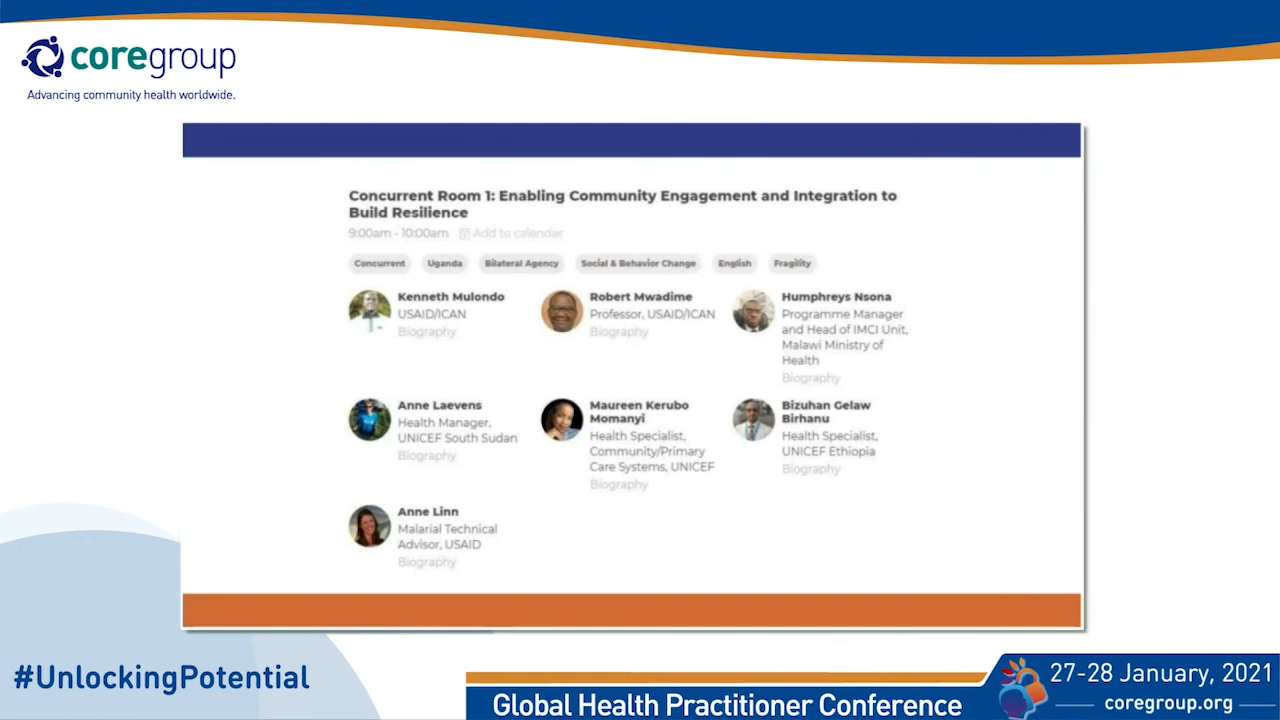 coregroup
Advancing community health worldwide.
Concurrent Room 1: Enabling Community Engagement and Integration to
Build Resilience
9:00am - 10:00am Add to calendar
Concurrent Uganda Bilateral Agency Social & Behavior Change English Fragility
Kenneth Mulondo
USAID/ICAN
Biography
Robert Mwadime
Professor, USAID/ICAN
Biography
Humphreys Nsona
Programme Manager
and Head of IMCI Unit,
Malawi Ministry of
Health
Biography
Anne Laevens
Health Manager,
UNICEF South Sudan
Biography
Maureen Kerubo
Momanyi
Health Specialist,
Community/Primary
Care Systems, UNICEF
Biography
Bizuhan Gelaw
Birhanu
Health Specialist,
UNICEF Ethiopia
Biography
Anne Linn
Malarial Technical
Advisor, USAID
Biography
#UnlockingPotential
Global Health Practitioner Conference
27-28 January, 2021
coregroup.org